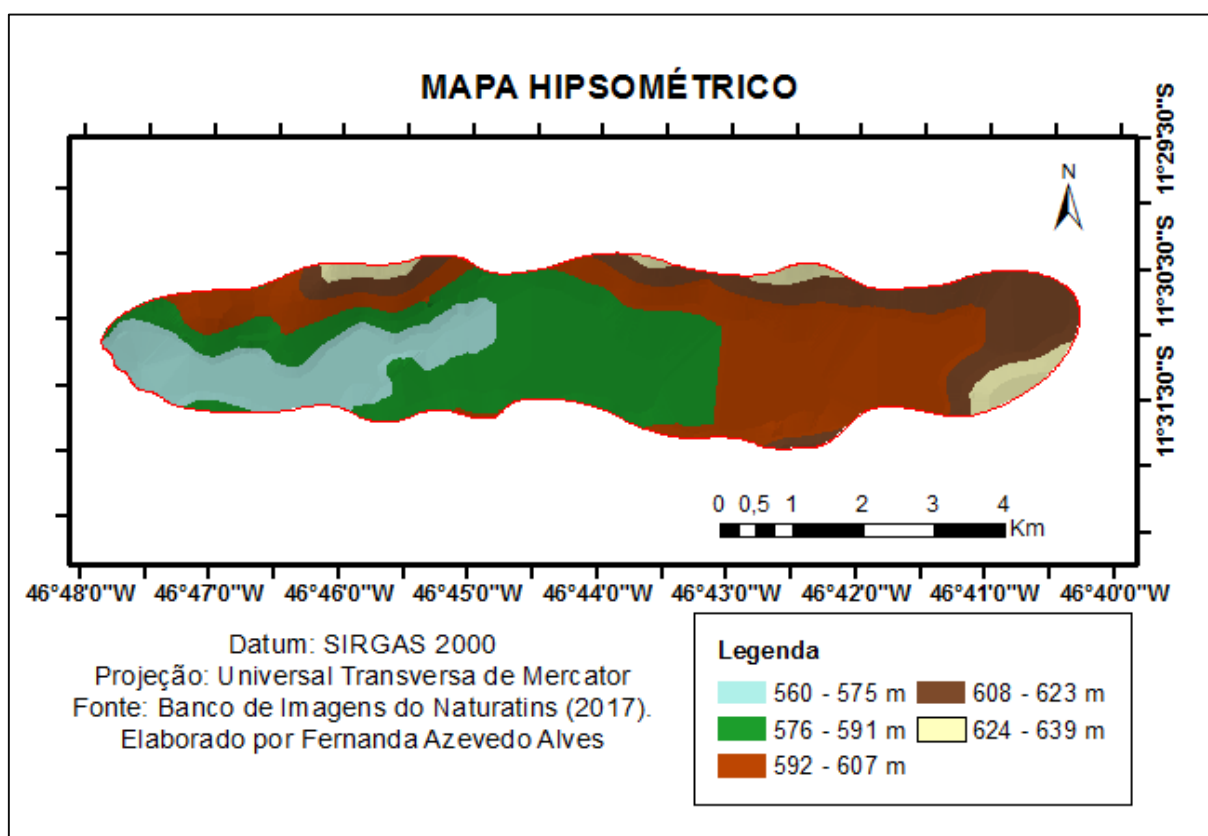 MAPA HIPSOMÉTRICO
N
11°29'30"S
11°30'30"S
11°31'30"S
0 0,5 1 2 3 4
Km
46°48'0"W 46°47'0"W 46°46'0"W 46°45'0"W 46°44'0"W 46°43'0"W 46°42'0"W 46°41'0"W 46°40'0"W
Datum: SIRGAS 2000
Projeção: Universal Transversa de Mercator
Fonte: Banco de Imagens do Naturatins (2017).
Elaborado por Fernanda Azevedo Alves
Legenda
560 - 575 m 608 - 623 m
576 - 591 m 624 - 639 m
592 - 607 m